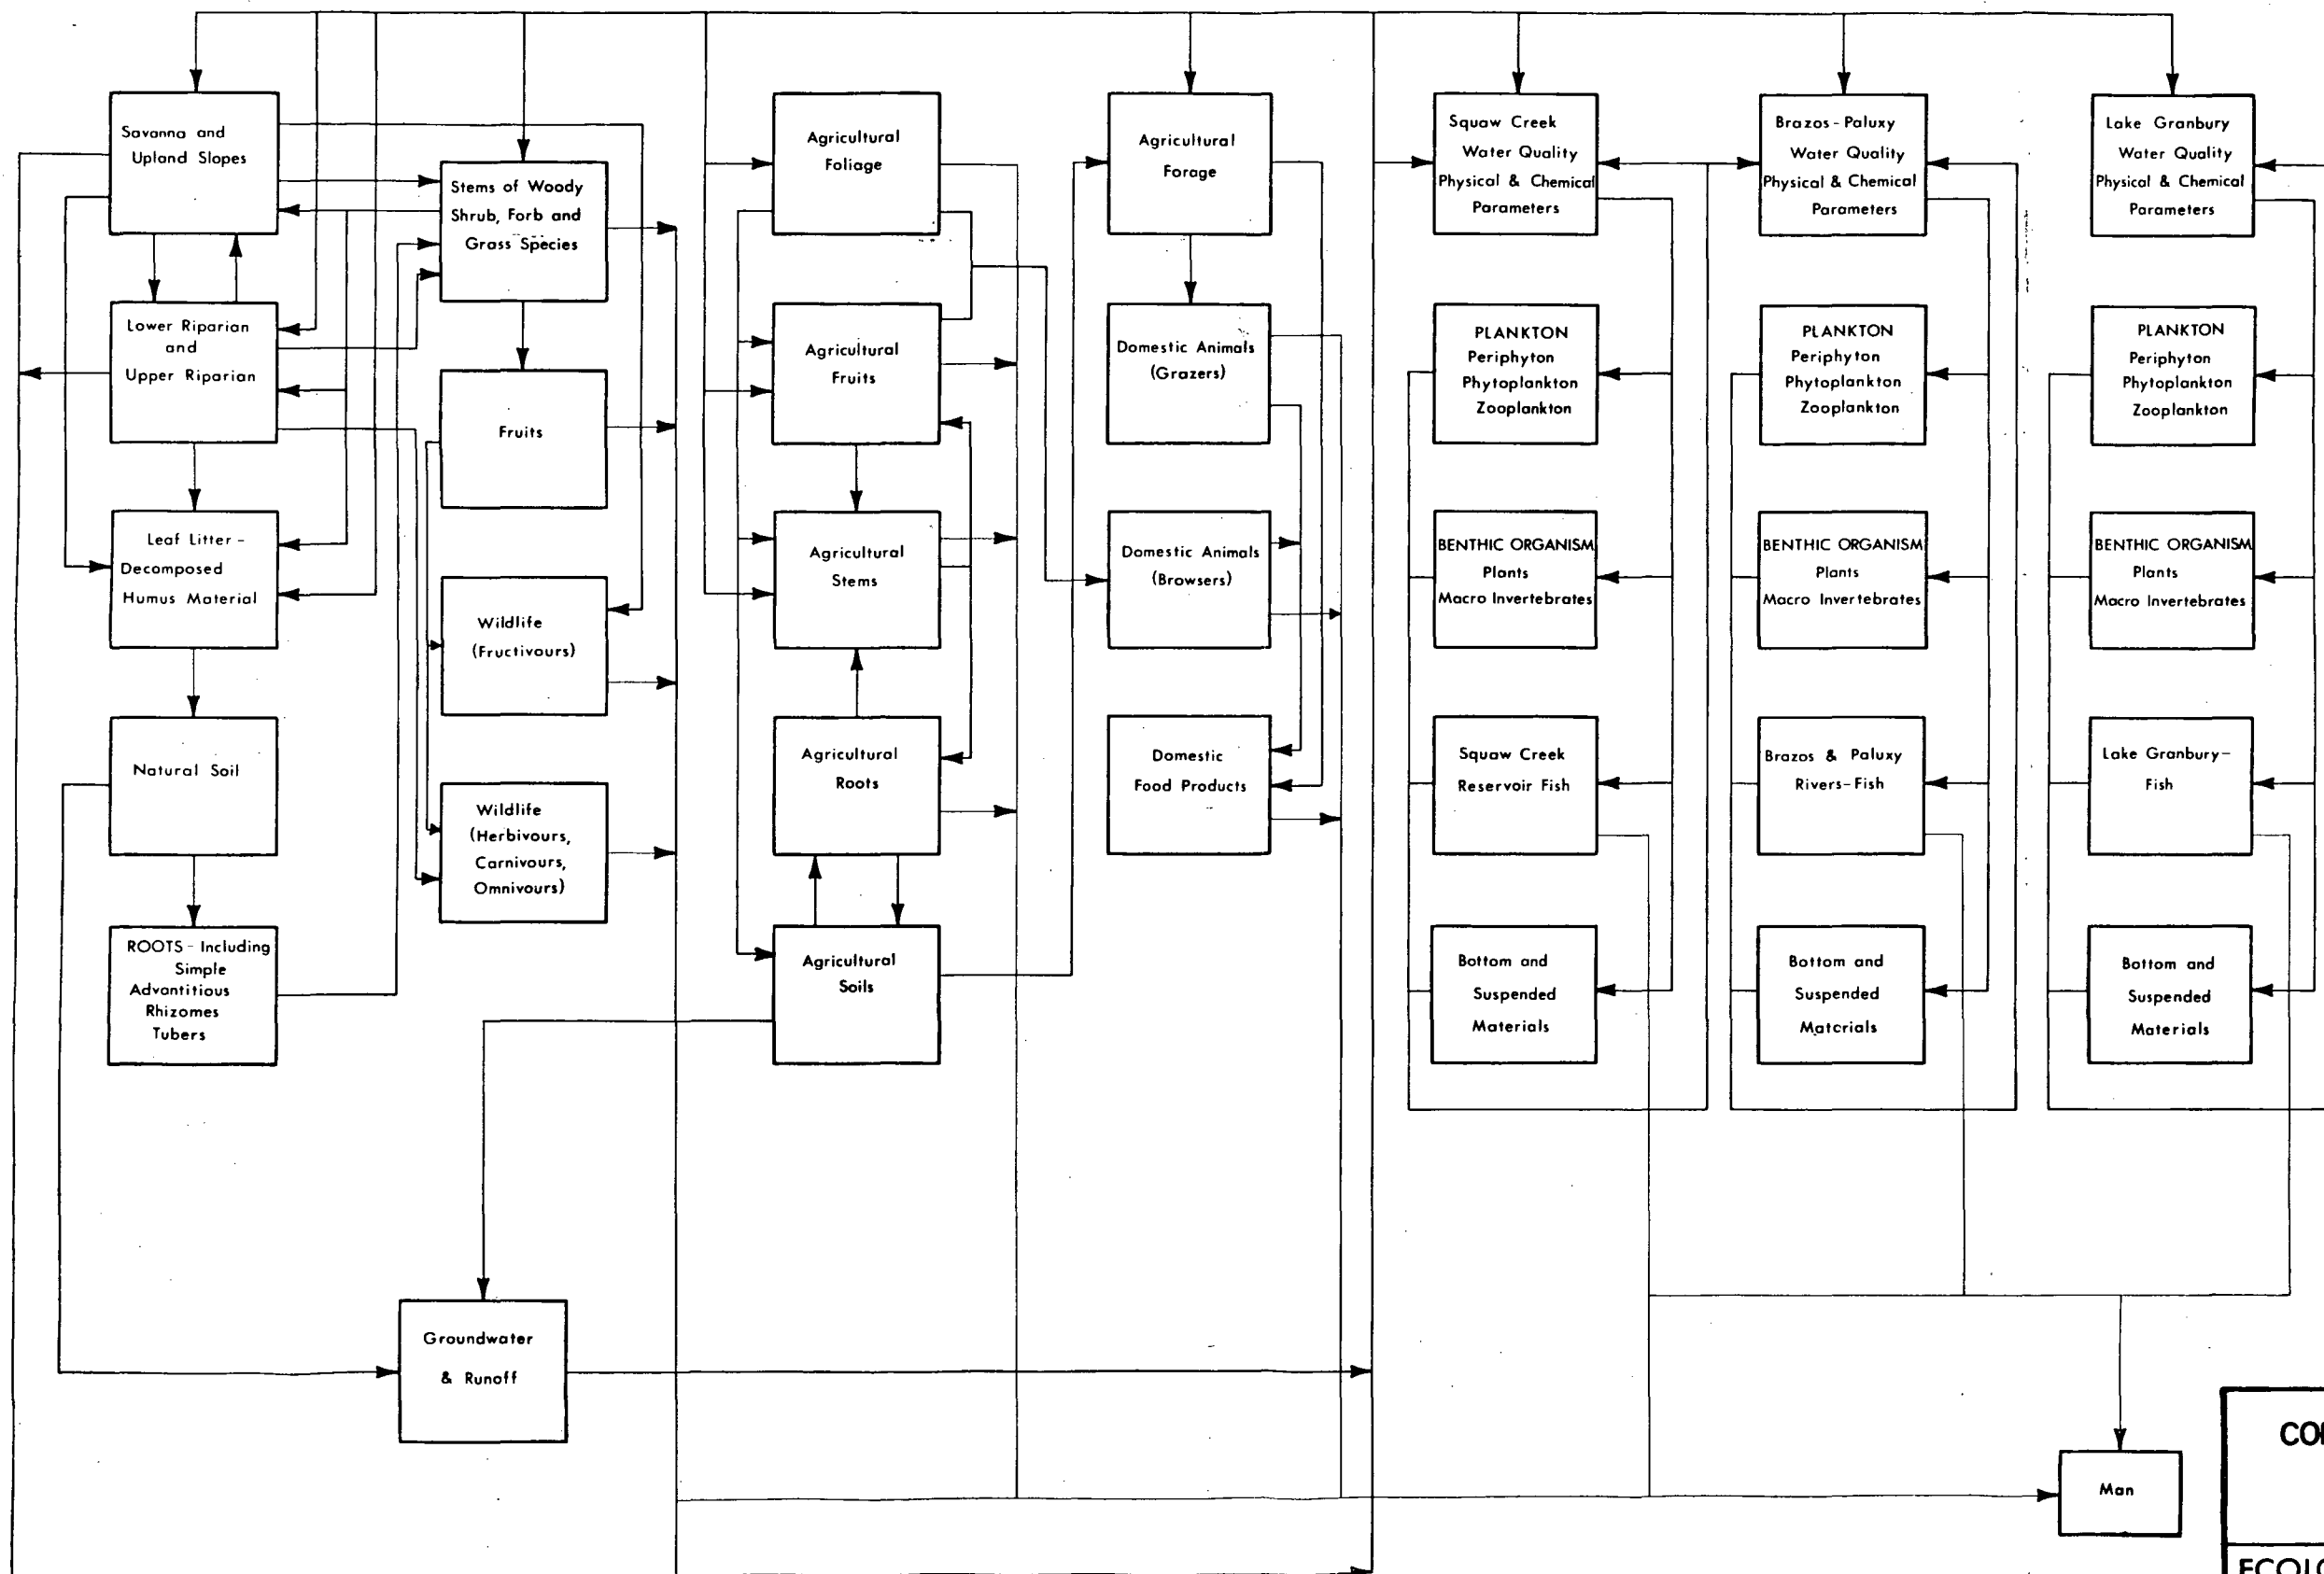 Savanna and
Upland Slopes
Lower Riparian
and
Upper Riparian
Leaf Litter -
Decomposed
Humus Material
Natural Soil
ROOTS - Including
Simple
Advantitious
Rhizomes
Tubers
Stems of Woody
Shrub, Forb and
Grass Species
Fruits
Wildlife
(Fructivours)
Wildlife
(Herbivours,
Carnivours,
Omnivours)
Groundwater
& Runoff
Agricultural
Foliage
Agricultural
Fruits
Agricultural
Stems
Agricultural
Roots
Agricultural
Soils
Agricultural
Forage
Domestic Animals
(Grazers)
Domestic Animals
(Browsers)
Domestic
Food Products
Squaw Creek
Water Quality
Physical & Chemical
Parameters
PLANKTON
Periphyton
Phytoplankton
Zooplankton
BENTHIC ORGANISM
Plants
Macro Invertebrates
Squaw Creek
Reservoir Fish
Bottom and
Suspended
Materials
Brazos - Paluxy
Water Quality
Physical & Chemical
Parameters
PLANKTON
Periphyton
Phytoplankton
Zooplankton
BENTHIC ORGANISM
Plants
Macro Invertebrates
Brazos & Paluxy
Rivers - Fish
Bottom and
Suspended
Materials
Lake Granbury
Water Quality
Physical & Chemical
Parameters
PLANKTON
Periphyton
Phytoplankton
Zooplankton
BENTHIC ORGANISM
Plants
Macro Invertebrates
Lake Granbury -
Fish
Bottom and
Suspended
Materials
Man